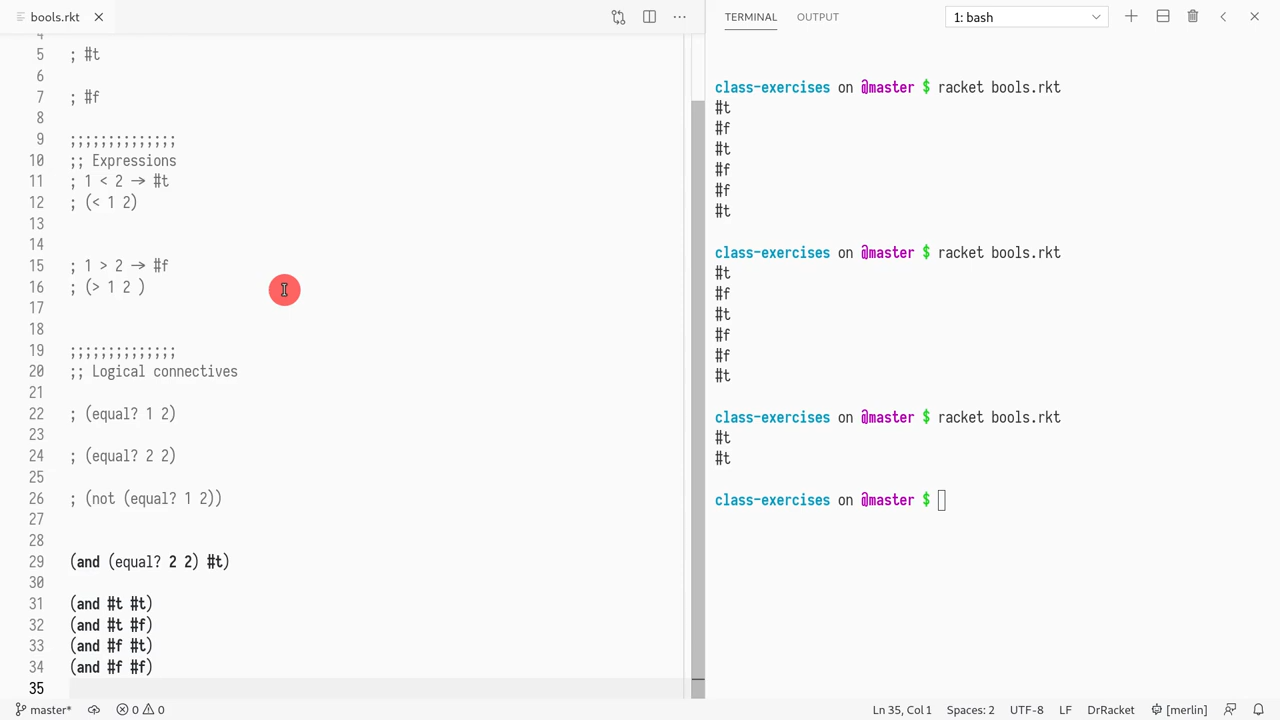 bools.rkt
TERMINAL OUTPUT 1: bash
4
5 ; #t
6
7 ; #f
8
9 ;;;;;;;;;;;;;;
10 ;; Expressions
11 ; 1 < 2 → #t
12 ; (< 1 2)
13
14
15 ; 1 > 2 → #f
16 ; (> 1 2 )
17
18
19 ;;;;;;;;;;;;;;
20 ;; Logical connectives
21
22 ; (equal? 1 2)
23
24 ; (equal? 2 2)
25
26 ; (not (equal? 1 2))
27
28
29 (and (equal? 2 2) #t)
30
31 (and #t #t)
32 (and #t #f)
33 (and #f #t)
34 (and #f #f)
35
class-exercises on @master $ racket bools.rkt
#t
#f
#t
#f
#f
#t
class-exercises on @master $ racket bools.rkt
#t
#f
#t
#f
#f
#t
class-exercises on @master $ racket bools.rkt
#t
#t
class-exercises on @master $
master* 0 0 Ln 35, Col 1 Spaces: 2 UTF-8 LF DrRacket [merlin]